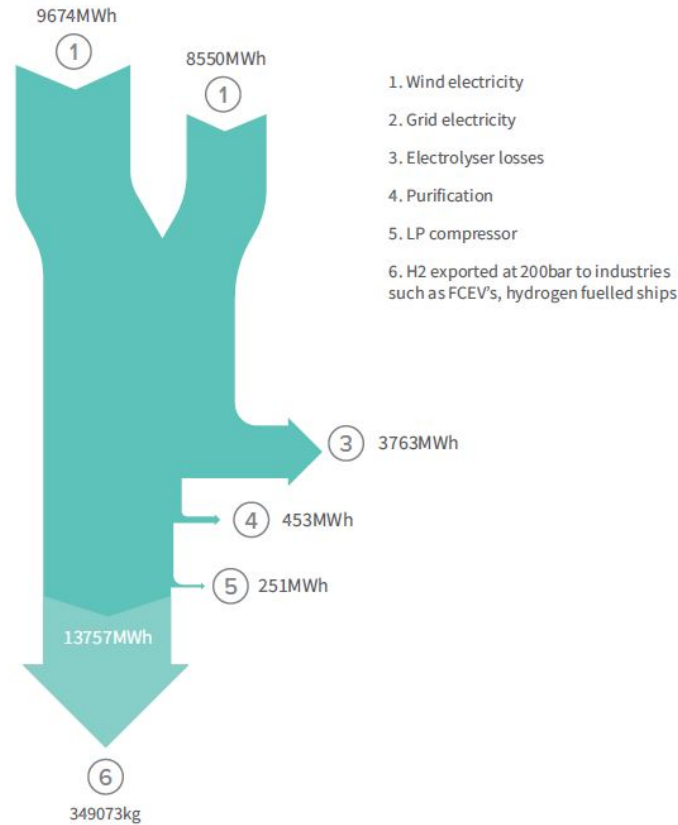 9674MWh
1
8550MWh
1
1. Wind electricity
2. Grid electricity
3. Electrolyser losses
4. Purification
5. LP compressor
6. H2 exported at 200bar to industries
such as FCEV's, hydrogen fuelled ships
3 3763MWh
4 453MWh
5 251MWh
13757MWh
6
349073kg